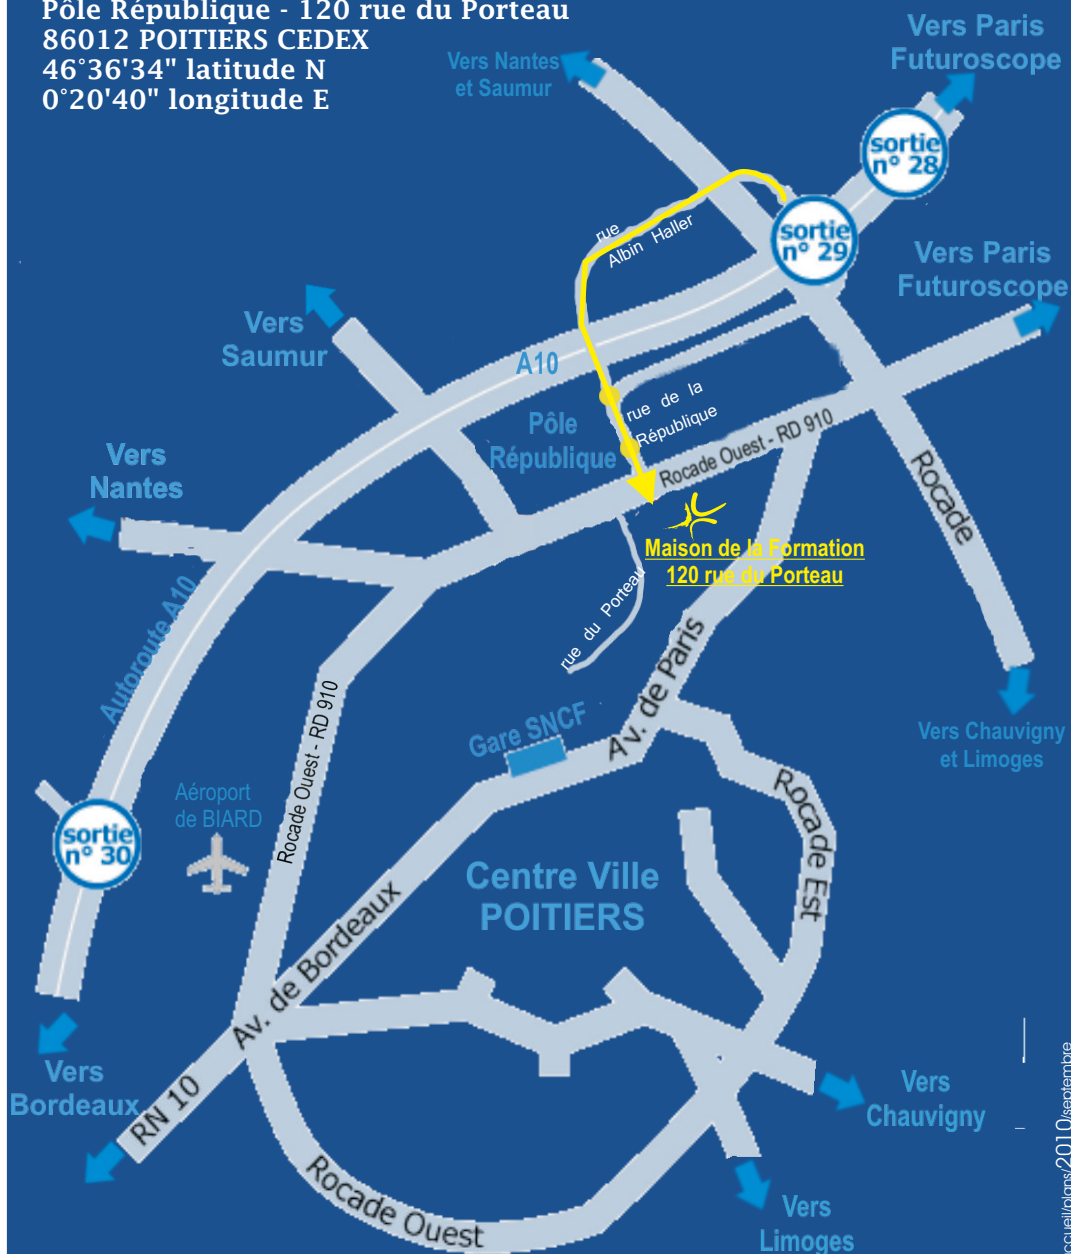 Pôle République - 120 rue du Porteau
86012 POITIERS CEDEX
46°36'34" latitude N
0°20'40" longitude E
Vers Nantes
et Saumur
Vers Paris
Futuroscope
sortie
n° 28
sortie
n° 29
rue
Albin Haller
Vers Paris
Futuroscope
Vers
Saumur
A10
rue de la
République
Pôle
République
Rocade Ouest - RD 910
Vers
Nantes
Rocade
Maison de la Formation
120 rue du Porteau
rue du Porteau
Autoroute A10
Av. de Paris
Rocade Ouest - RD 910
Gare SNCF
Vers Chauvigny
et Limoges
Aéroport
de BIARD
sortie
n° 30
Rocade Est
Centre Ville
POITIERS
Av. de Bordeaux
Vers
Bordeaux
RN 10
Vers
Chauvigny
Rocade Ouest
Vers
Limoges
ccueil/plans/2010/septembre